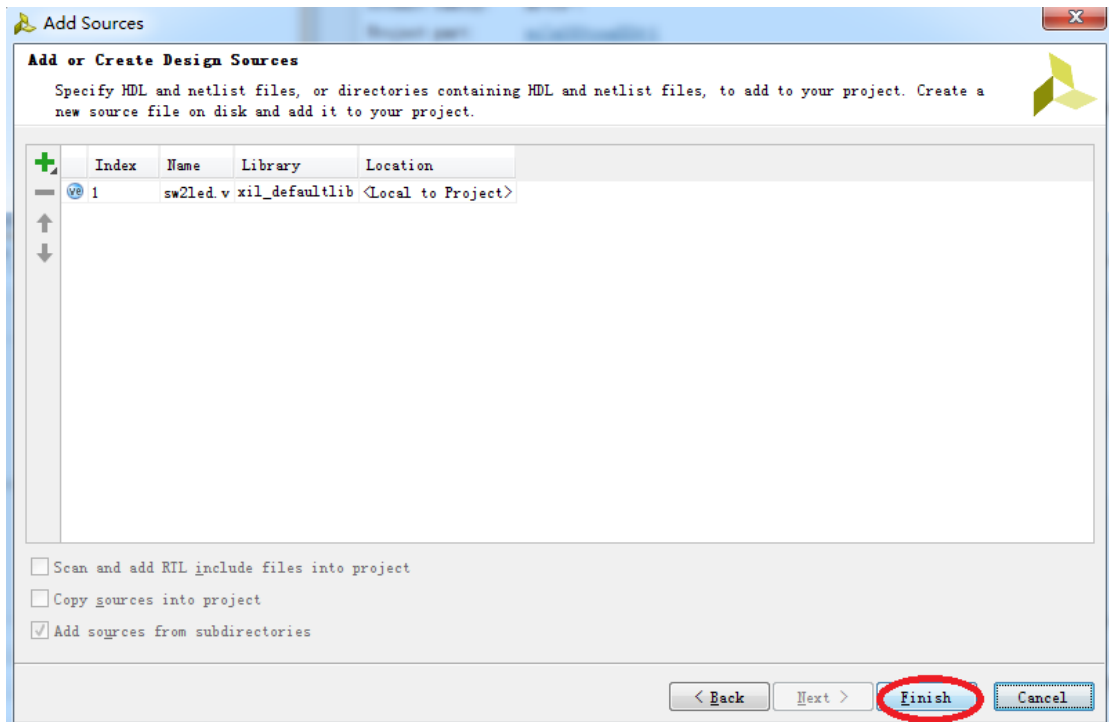 Add Sources
Add or Create Design Sources
Specify HDL and netlist files, or directories containing HDL and netlist files, to add to your project. Create a
new source file on disk and add it to your project.
Index Name Library Location
ve 1 sw2led.v xil_defaultlib <Local to Project>
Scan and add RTL include files into project
Copy sources into project
Add sources from subdirectories
< Back Next > Finish Cancel